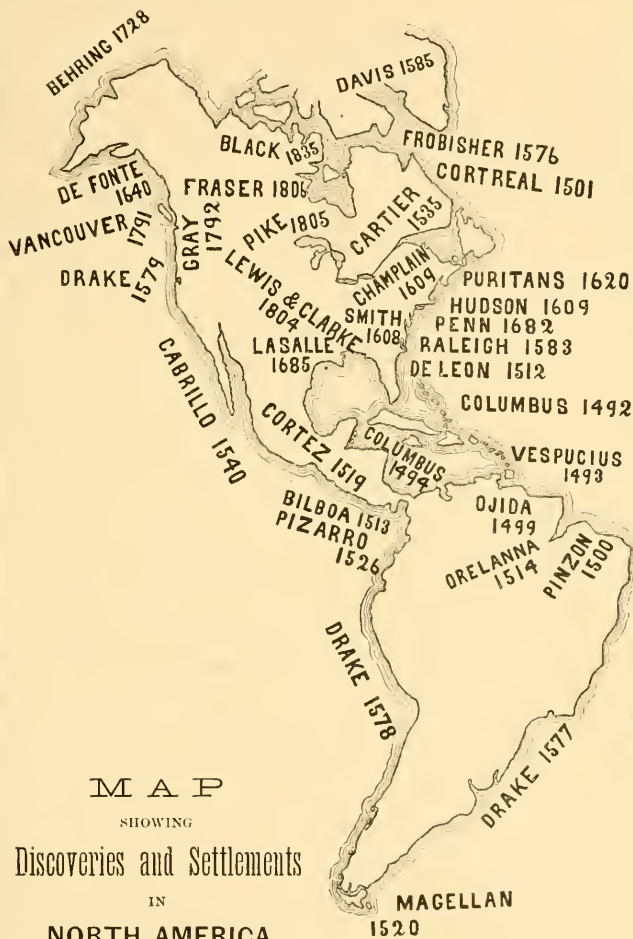 BEHRING 1728
DAVIS 1585
BLACK 1835
FROBISHER 1576
CORTREAL 1501
DE FONTE
1640
FRASER 1806
CARTIER
1535
VANCOUVER
1791
GRAY
1792
PIKE 1805
DRAKE
1579
CHAMPLAIN
1609
PURITANS 1620
LEWIS & CLARKE
1804
SMITH
1608
HUDSON 1609
PENN 1682
LASALLE
1685
RALEIGH 1583
DE LEON 1512
CABRILLO 1540
COLUMBUS 1492
CORTEZ 1519
COLUMBUS
1494
VESPUCIUS
1493
BILBOA 1513
PIZARRO
1526
OJIDA
1499
ORELANNA
1514
PINZON
1500
DRAKE 1578
DRAKE 1577
MAP
SHOWING
Discoveries and Settlements
IN
NORTH AMERICA
MAGELLAN
1520